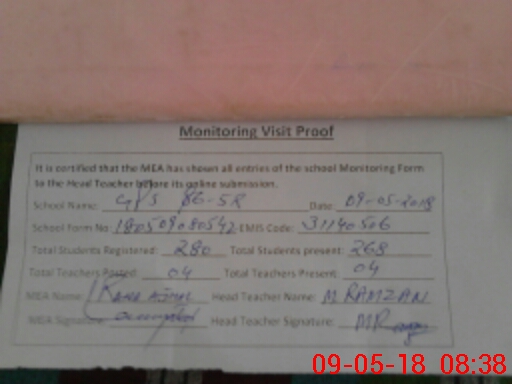 Monitoring Visit Proof
It is certified that the MEA has shown all entries of the school Monitoring Form
to the Head Teacher before its online submission.
School Name: GPS 86-5R Date: 09-05-2018
School Form No: 180509080542 EMIS Code: 31140506
Total Students Registered: 280 Total Students present: 268
Total Teachers Posted: 04 Total Teachers Present: 04
MEA Name: Head Teacher Name: M RAMZAN
MEA Signature: Head Teacher Signature:
09-05-18 08:38